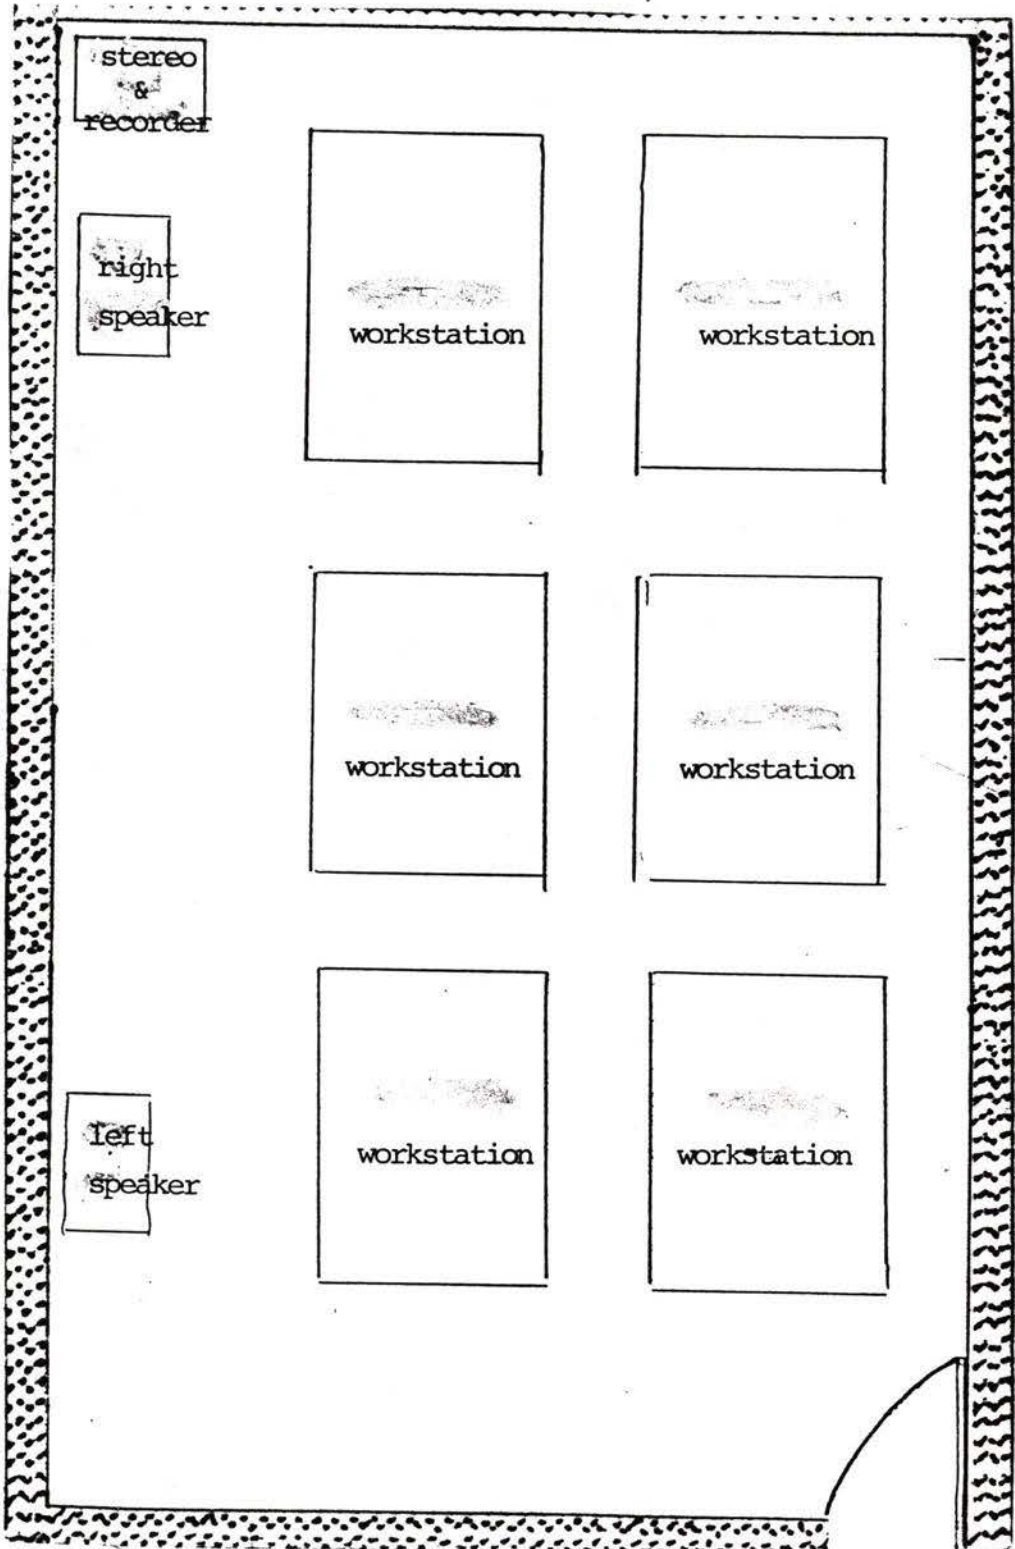 stereo
&
recorder
right
speaker
workstation
workstation
workstation
workstation
left
speaker
workstation
workstation